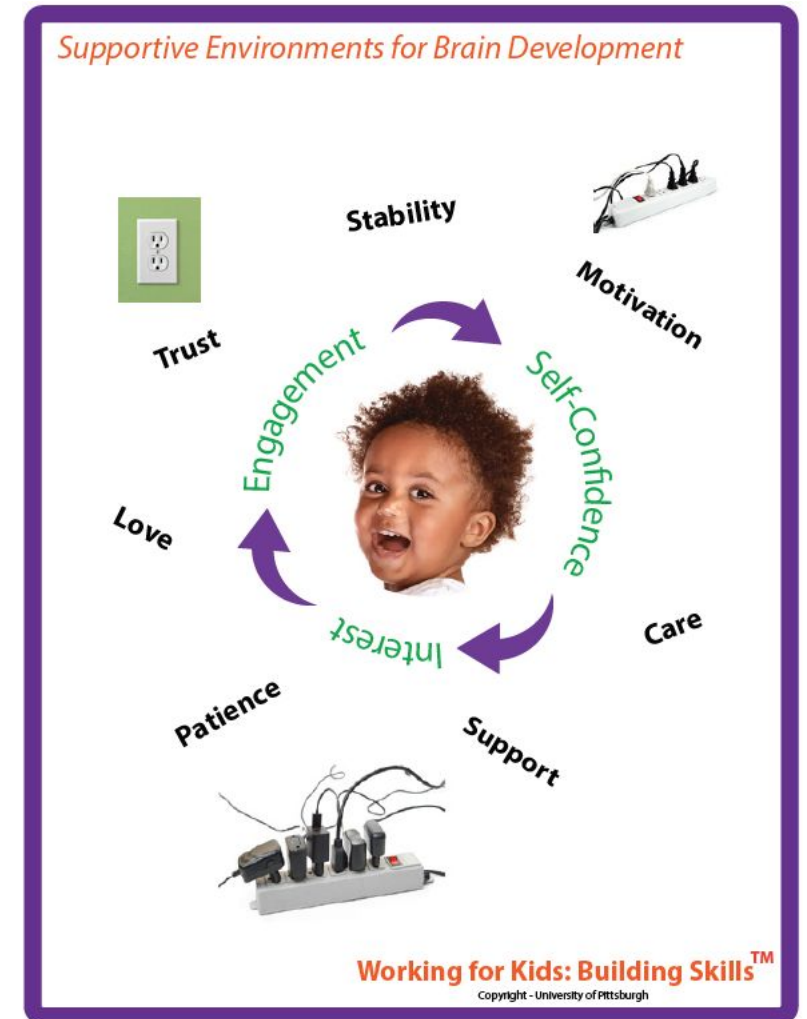 Supportive Environments for Brain Development
Stability
Motivation
Trust
Engagement
Self-Confidence
Love
Interest
Care
Patience
Support
Working for Kids: Building Skills™
Copyright - University of Pittsburgh